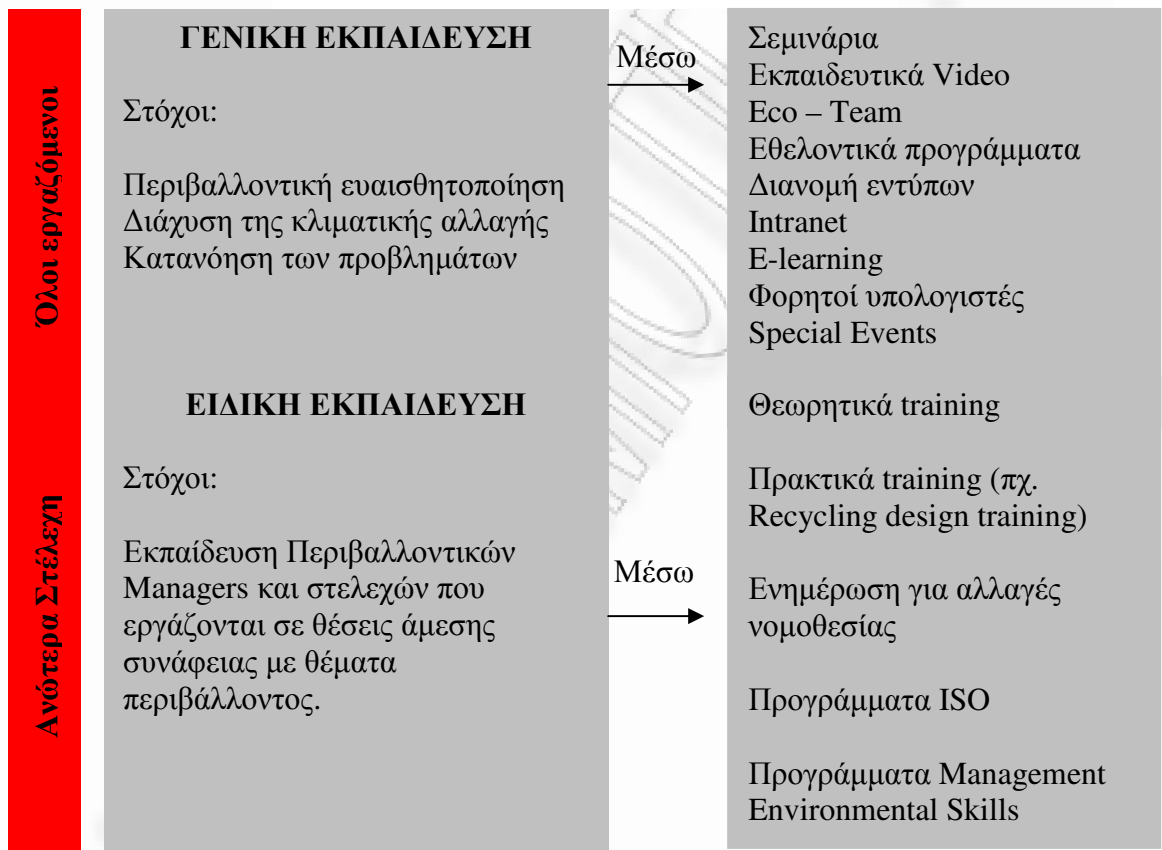 Όλοι εργαζόμενοι
ΓΕΝΙΚΗ ΕΚΠΑΙΔΕΥΣΗ
Στόχοι:
Περιβαλλοντική ευαισθητοποίηση
Διάχυση της κλιματικής αλλαγής
Κατανόηση των προβλημάτων
Μέσω
Σεμινάρια
Εκπαιδευτικά Video
Eco – Team
Εθελοντικά προγράμματα
Διανομή εντύπων
Intranet
E-learning
Φορητοί υπολογιστές
Special Events
Ανώτερα Στέλεχη
ΕΙΔΙΚΗ ΕΚΠΑΙΔΕΥΣΗ
Στόχοι:
Εκπαίδευση Περιβαλλοντικών
Managers και στελεχών που
εργάζονται σε θέσεις άμεσης
συνάφειας με θέματα
περιβάλλοντος.
Μέσω
Θεωρητικά training
Πρακτικά training (πχ.
Recycling design training)
Ενημέρωση για αλλαγές
νομοθεσίας
Προγράμματα ISO
Προγράμματα Management
Environmental Skills